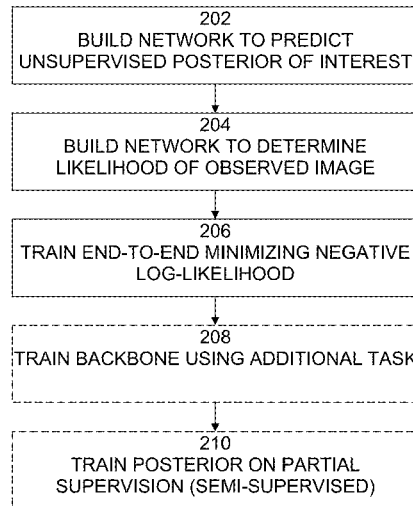 202
BUILD NETWORK TO PREDICT
UNSUPERVISED POSTERIOR OF INTEREST
204
BUILD NETWORK TO DETERMINE
LIKELIHOOD OF OBSERVED IMAGE
206
TRAIN END-TO-END MINIMIZING NEGATIVE
LOG-LIKELIHOOD
208
TRAIN BACKBONE USING ADDITIONAL TASK
210
TRAIN POSTERIOR ON PARTIAL
SUPERVISION (SEMI-SUPERVISED)